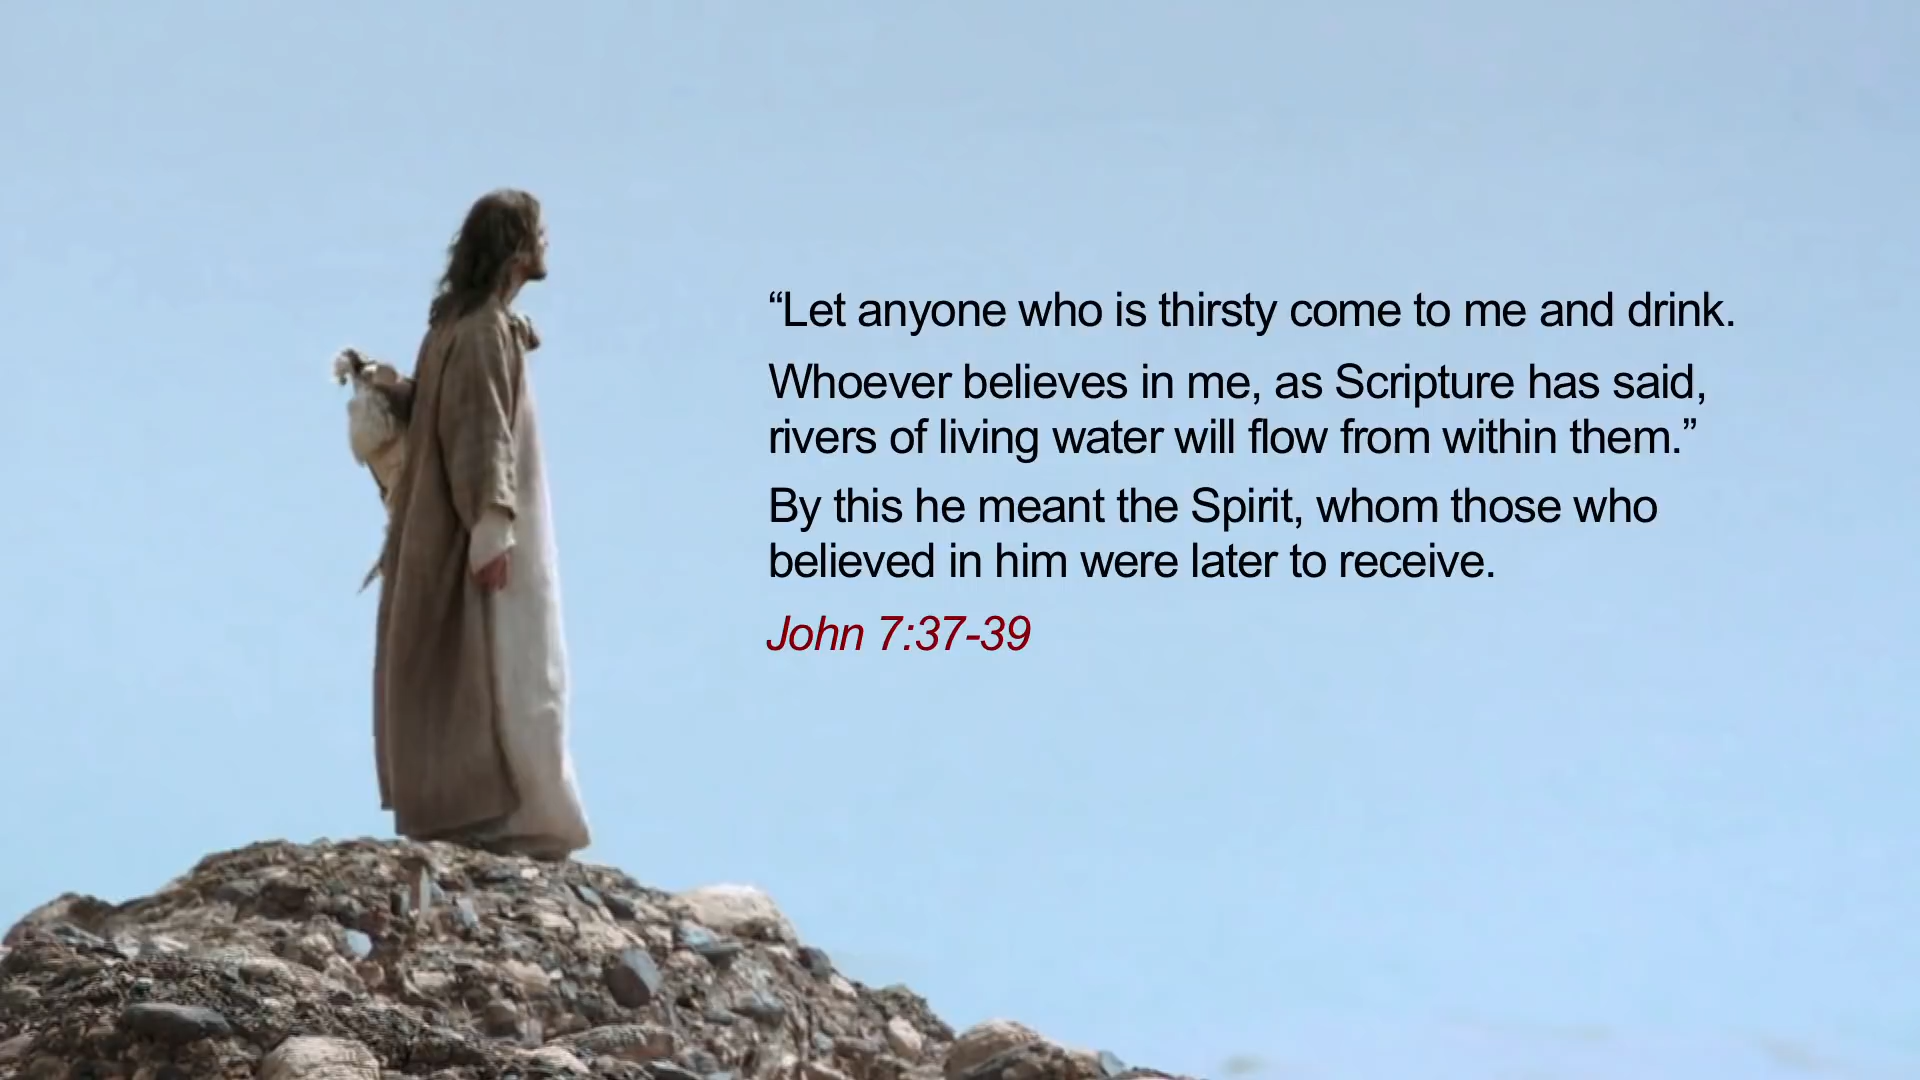 “Let anyone who is thirsty come to me and drink.
Whoever believes in me, as Scripture has said,
rivers of living water will flow from within them.”
By this he meant the Spirit, whom those who
believed in him were later to receive.
John 7:37-39